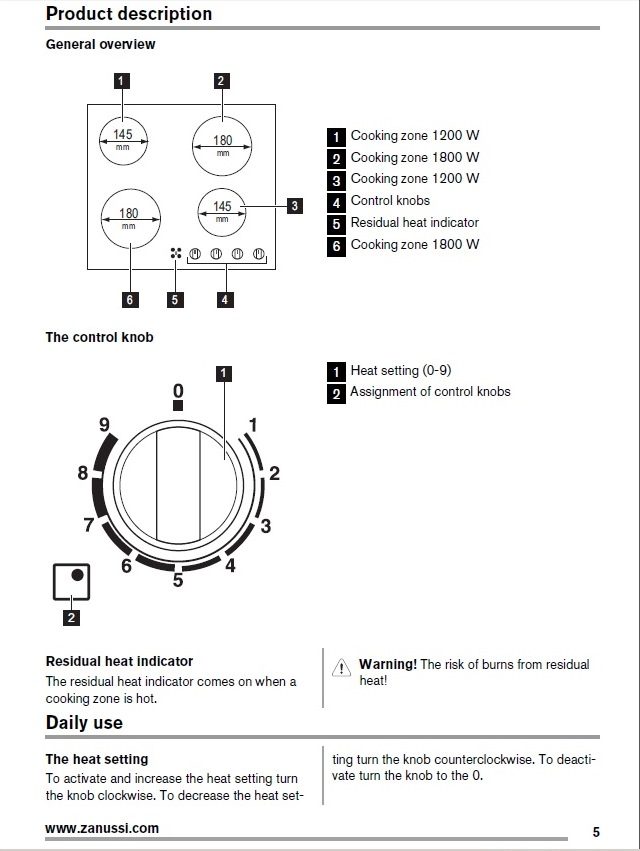 Product description
General overview
1
2
145
mm
180
mm
180
mm
145
mm
3
6
5
4
1 Cooking zone 1200 W
2 Cooking zone 1800 W
3 Cooking zone 1200 W
4 Control knobs
5 Residual heat indicator
6 Cooking zone 1800 W
The control knob
1
0
9
1
8
2
7
3
6
4
5
2
1 Heat setting (0-9)
2 Assignment of control knobs
Residual heat indicator
The residual heat indicator comes on when a
cooking zone is hot.
Warning! The risk of burns from residual
heat!
Daily use
The heat setting
To activate and increase the heat setting turn
the knob clockwise. To decrease the heat set-
ting turn the knob counterclockwise. To deacti-
vate turn the knob to the 0.
www.zanussi.com
5